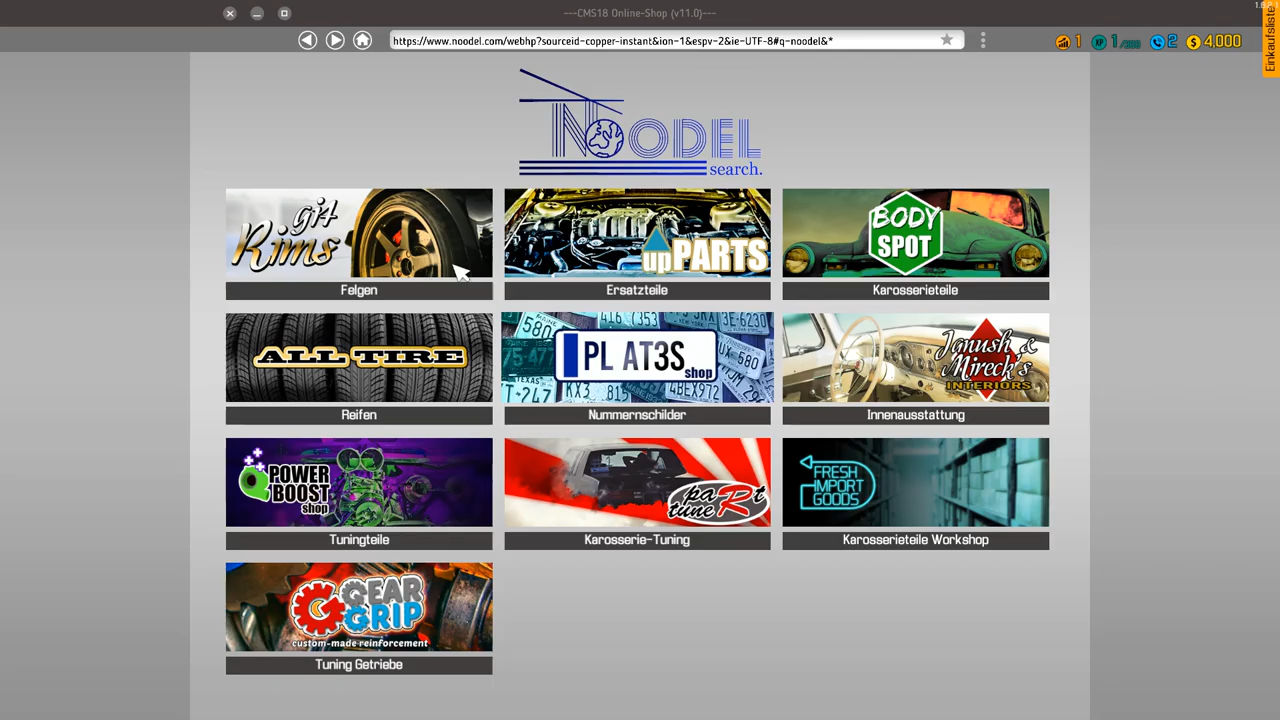 ---CMS18 Online-Shop (v11.0)---
https://www.noodel.com/webhp?sourceid-copper-instant&ion-1&espv-2&ie-UTF-8#q-noodel&*
1
1
2
4,000
Einkaufsliste
NOODEL
search.
gj4
Rims
Felgen
upPARTS
Ersatzteile
BODY
SPOT
Karosserieteile
ALL TIRE
Reifen
PL AT3S
shop
Nummernschilder
Janush &
Mireck's
INTERIORS
Innenausstattung
POWER
BOOST
shop
Tuningteile
paRt
tuneR
Karosserie-Tuning
FRESH
IMPORT
GOODS
Karosserieteile Workshop
GEAR
GRIP
custom-made reinforcement
Tuning Getriebe